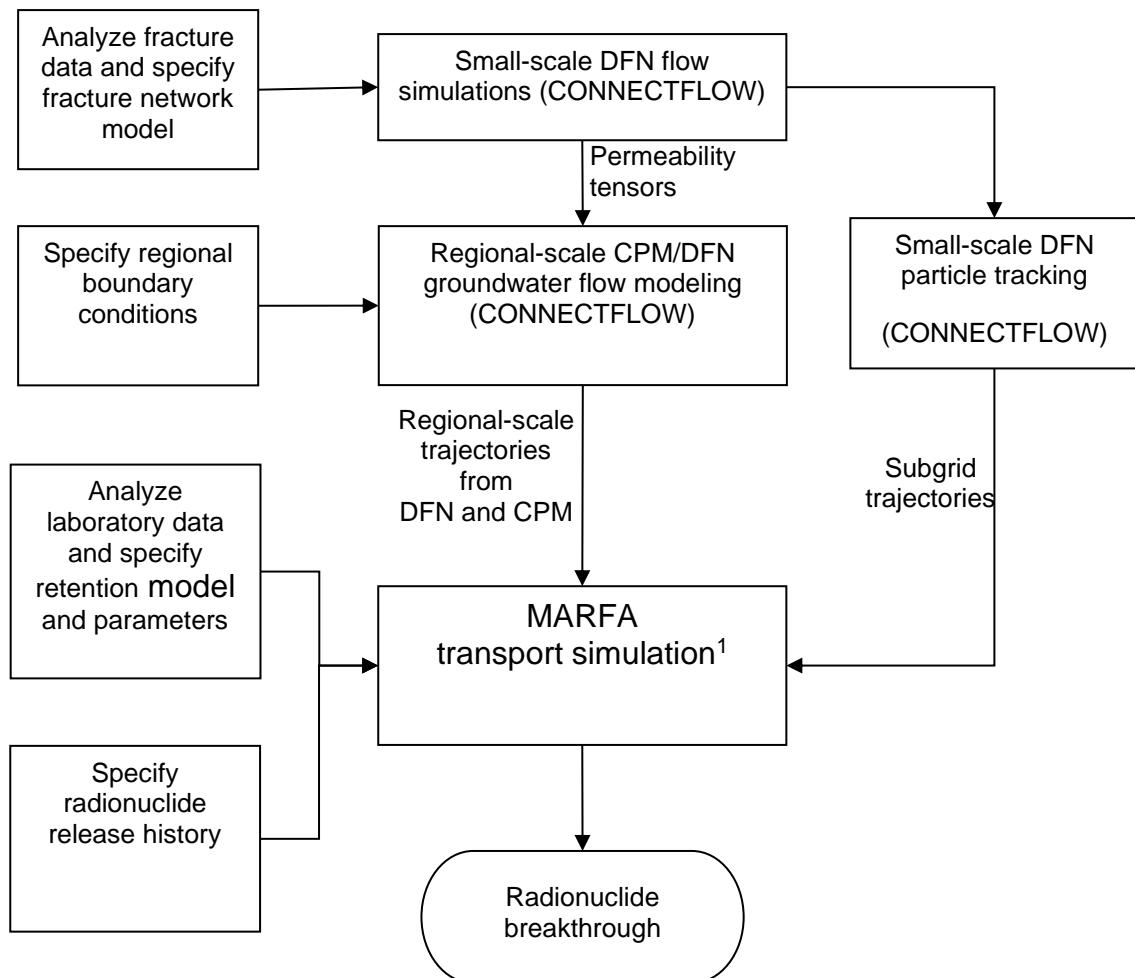 Analyze fracture
data and specify
fracture network
model
Small-scale DFN flow
simulations (CONNECTFLOW)
Permeability
tensors
Specify regional
boundary
conditions
Regional-scale CPM/DFN
groundwater flow modeling
(CONNECTFLOW)
Small-scale DFN
particle tracking
(CONNECTFLOW)
Regional-scale
trajectories
from
DFN and CPM
Subgrid
trajectories
Analyze
laboratory data
and specify
retention model
and parameters
MARFA
transport simulation¹
Specify
radionuclide
release history
Radionuclide
breakthrough